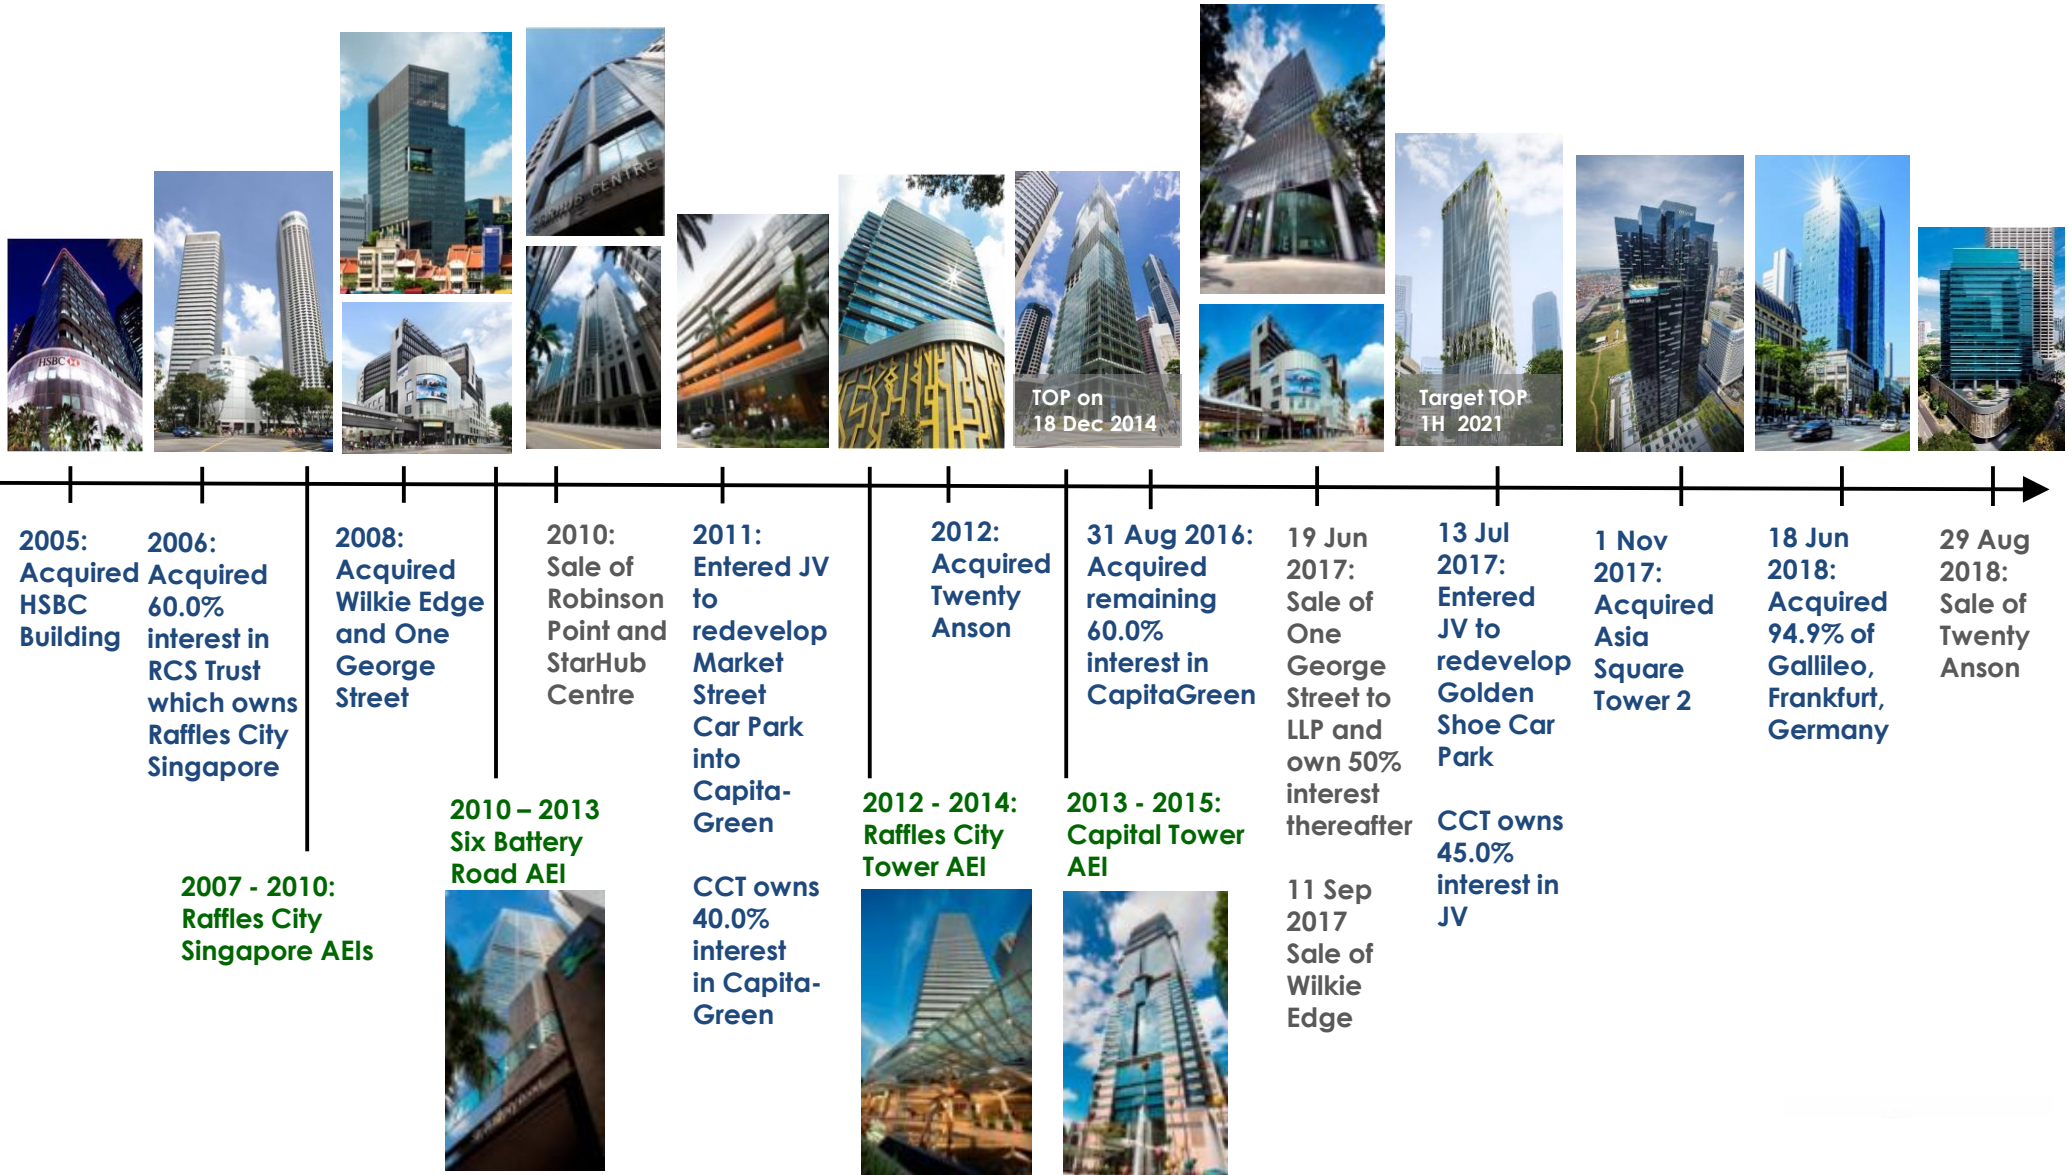 HSBC
STARHUB CENTRE
TOP on
18 Dec 2014
Target TOP
1H 2021
2005:
Acquired
HSBC
Building
2006:
Acquired
60.0%
interest in
RCS Trust
which owns
Raffles City
Singapore
2007 - 2010:
Raffles City
Singapore AEIs
2008:
Acquired
Wilkie Edge
and One
George
Street
2010 – 2013
Six Battery
Road AEI
2010:
Sale of
Robinson
Point and
StarHub
Centre
2011:
Entered JV
to
redevelop
Market
Street
Car Park
into
Capita-
Green
CCT owns
40.0%
interest
in Capita-
Green
2012 - 2014:
Raffles City
Tower AEI
2012:
Acquired
Twenty
Anson
2013 - 2015:
Capital Tower
AEI
31 Aug 2016:
Acquired
remaining
60.0%
interest in
CapitaGreen
19 Jun
2017:
Sale of
One
George
Street to
LLP and
own 50%
interest
thereafter
11 Sep
2017
Sale of
Wilkie
Edge
13 Jul
2017:
Entered
JV to
redevelop
Golden
Shoe Car
Park
CCT owns
45.0%
interest in
JV
1 Nov
2017:
Acquired
Asia
Square
Tower 2
18 Jun
2018:
Acquired
94.9% of
Gallileo,
Frankfurt,
Germany
29 Aug
2018:
Sale of
Twenty
Anson